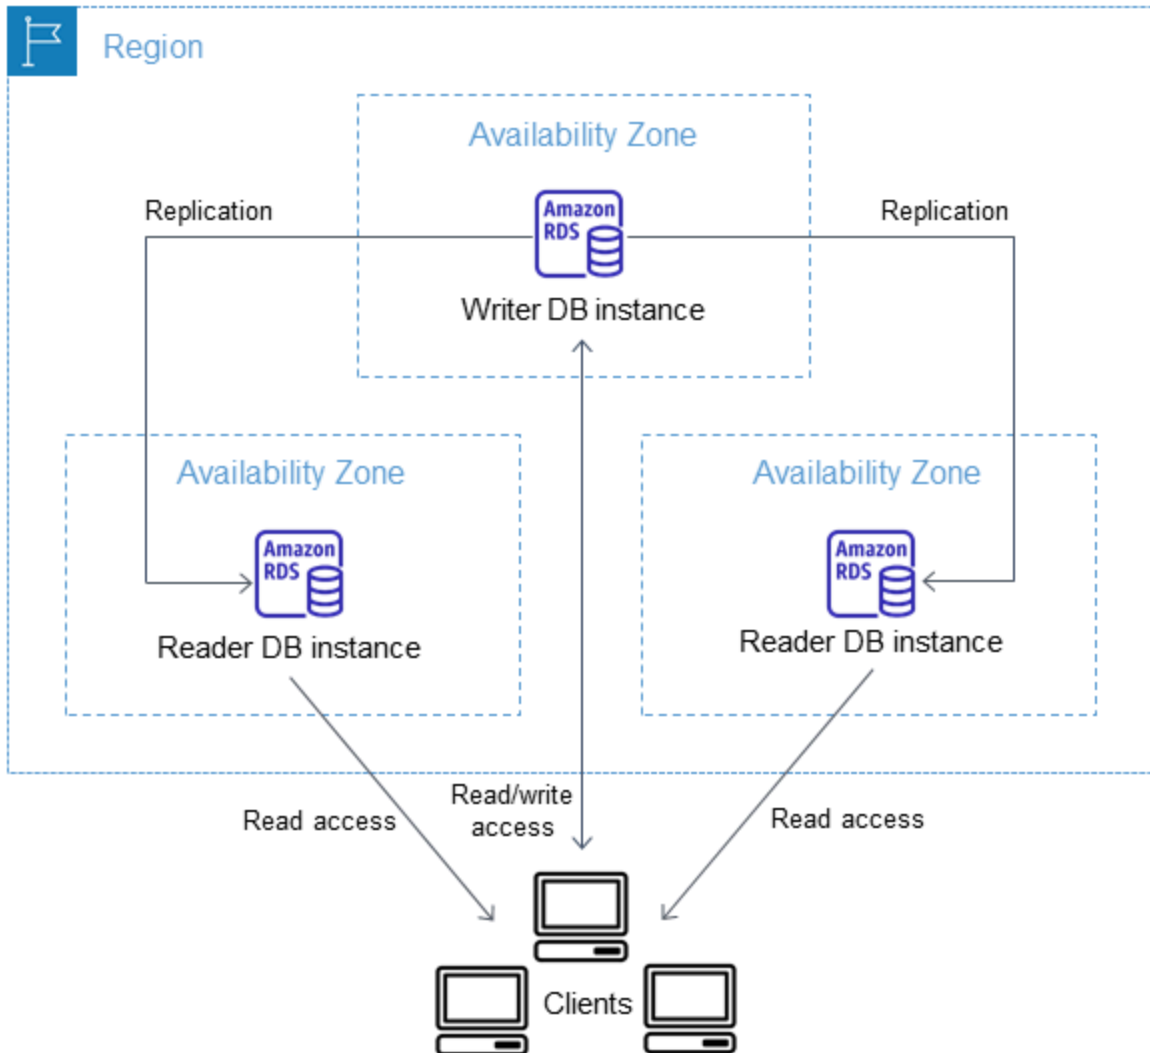 Region
Availability Zone
Replication
Replication
Amazon
RDS
Writer DB instance
Availability Zone
Availability Zone
Amazon
RDS
Amazon
RDS
Reader DB instance
Reader DB instance
Read/write
access
Read access
Read access
Clients